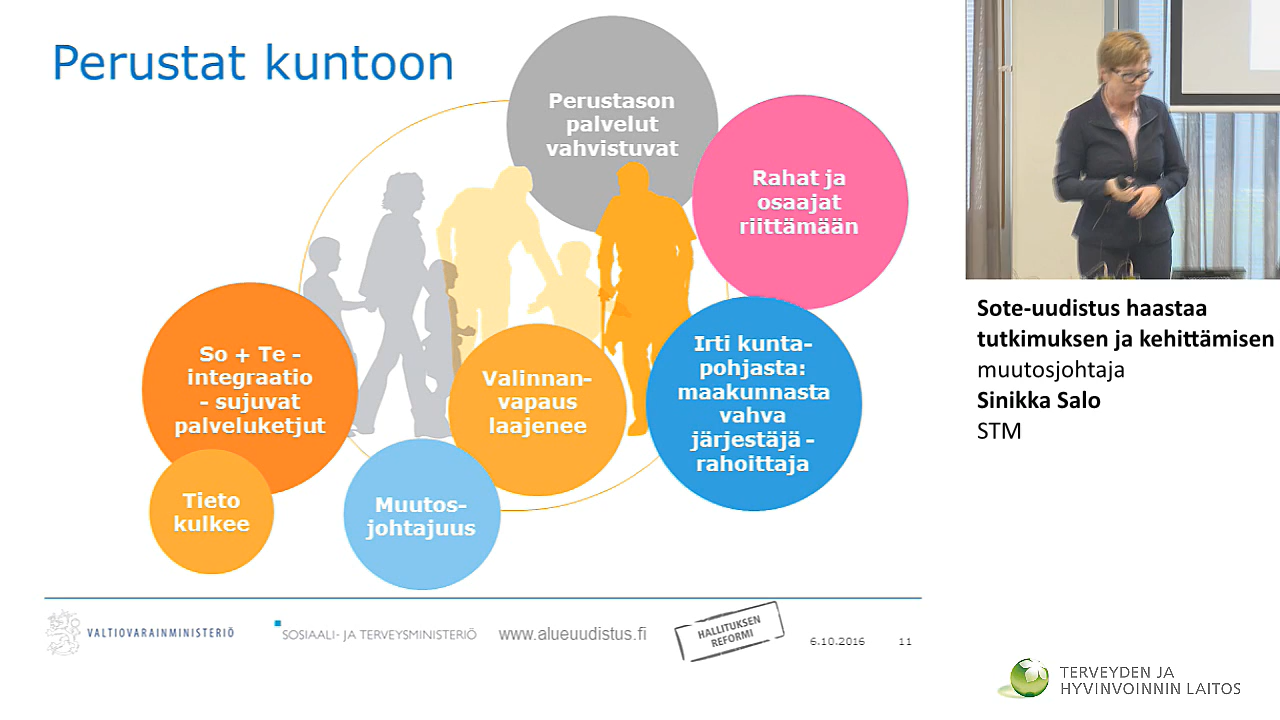 Perustat kuntoon
Perustason
palvelut
vahvistuvat
Rahat ja
osaajat
riittämään
So + Te -
integraatio
- sujuvat
palveluketjut
Valinnan-
vapaus
laajenee
Irti kunta-
pohjasta:
maakunnasta
vahva
järjestäjä -
rahoittaja
Tieto
kulkee
Muutos-
johtajuus
VALTIOVARAINMINISTERIÖ
SOSIAALI- JA TERVEYSMINISTERIÖ
www.alueuudistus.fi
HALLITUKSEN
REFORMI
6.10.2016
11
Sote-uudistus haastaa
tutkimuksen ja kehittämisen
muutosjohtaja
Sinikka Salo
STM
TERVEYDEN JA
HYVINVOINNIN LAITOS